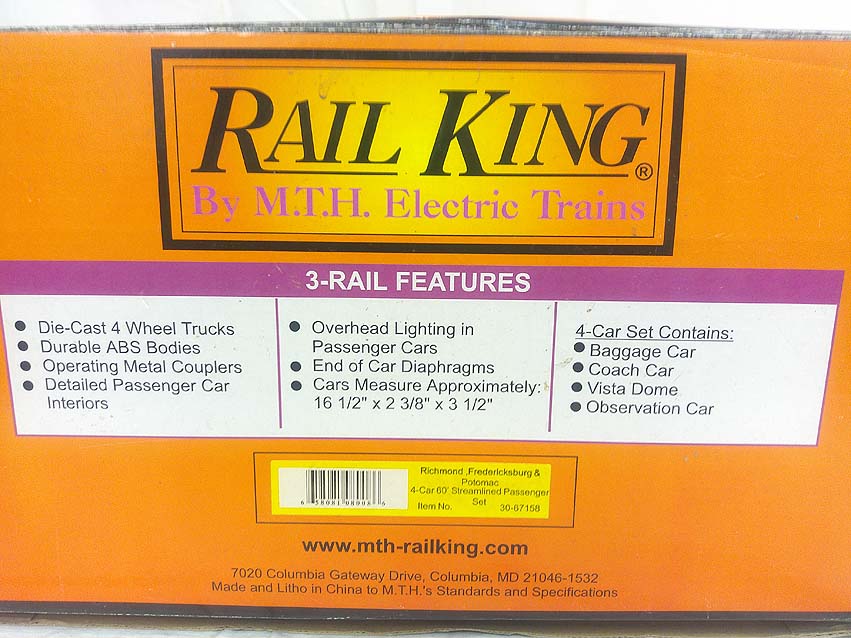 RAIL KING®
By M.T.H. Electric Trains
3-RAIL FEATURES
● Die-Cast 4 Wheel Trucks
● Durable ABS Bodies
● Operating Metal Couplers
● Detailed Passenger Car
Interiors
● Overhead Lighting in
Passenger Cars
● End of Car Diaphragms
● Cars Measure Approximately:
16 1/2" x 2 3/8" x 3 1/2"
4-Car Set Contains:
● Baggage Car
● Coach Car
● Vista Dome
● Observation Car
Richmond ,Fredericksburg &
Potomac
4-Car 60' Streamlined Passenger
Set
Item No. 30-67158
www.mth-railking.com
7020 Columbia Gateway Drive, Columbia, MD 21046-1532
Made and Litho in China to M.T.H.'s Standards and Specifications